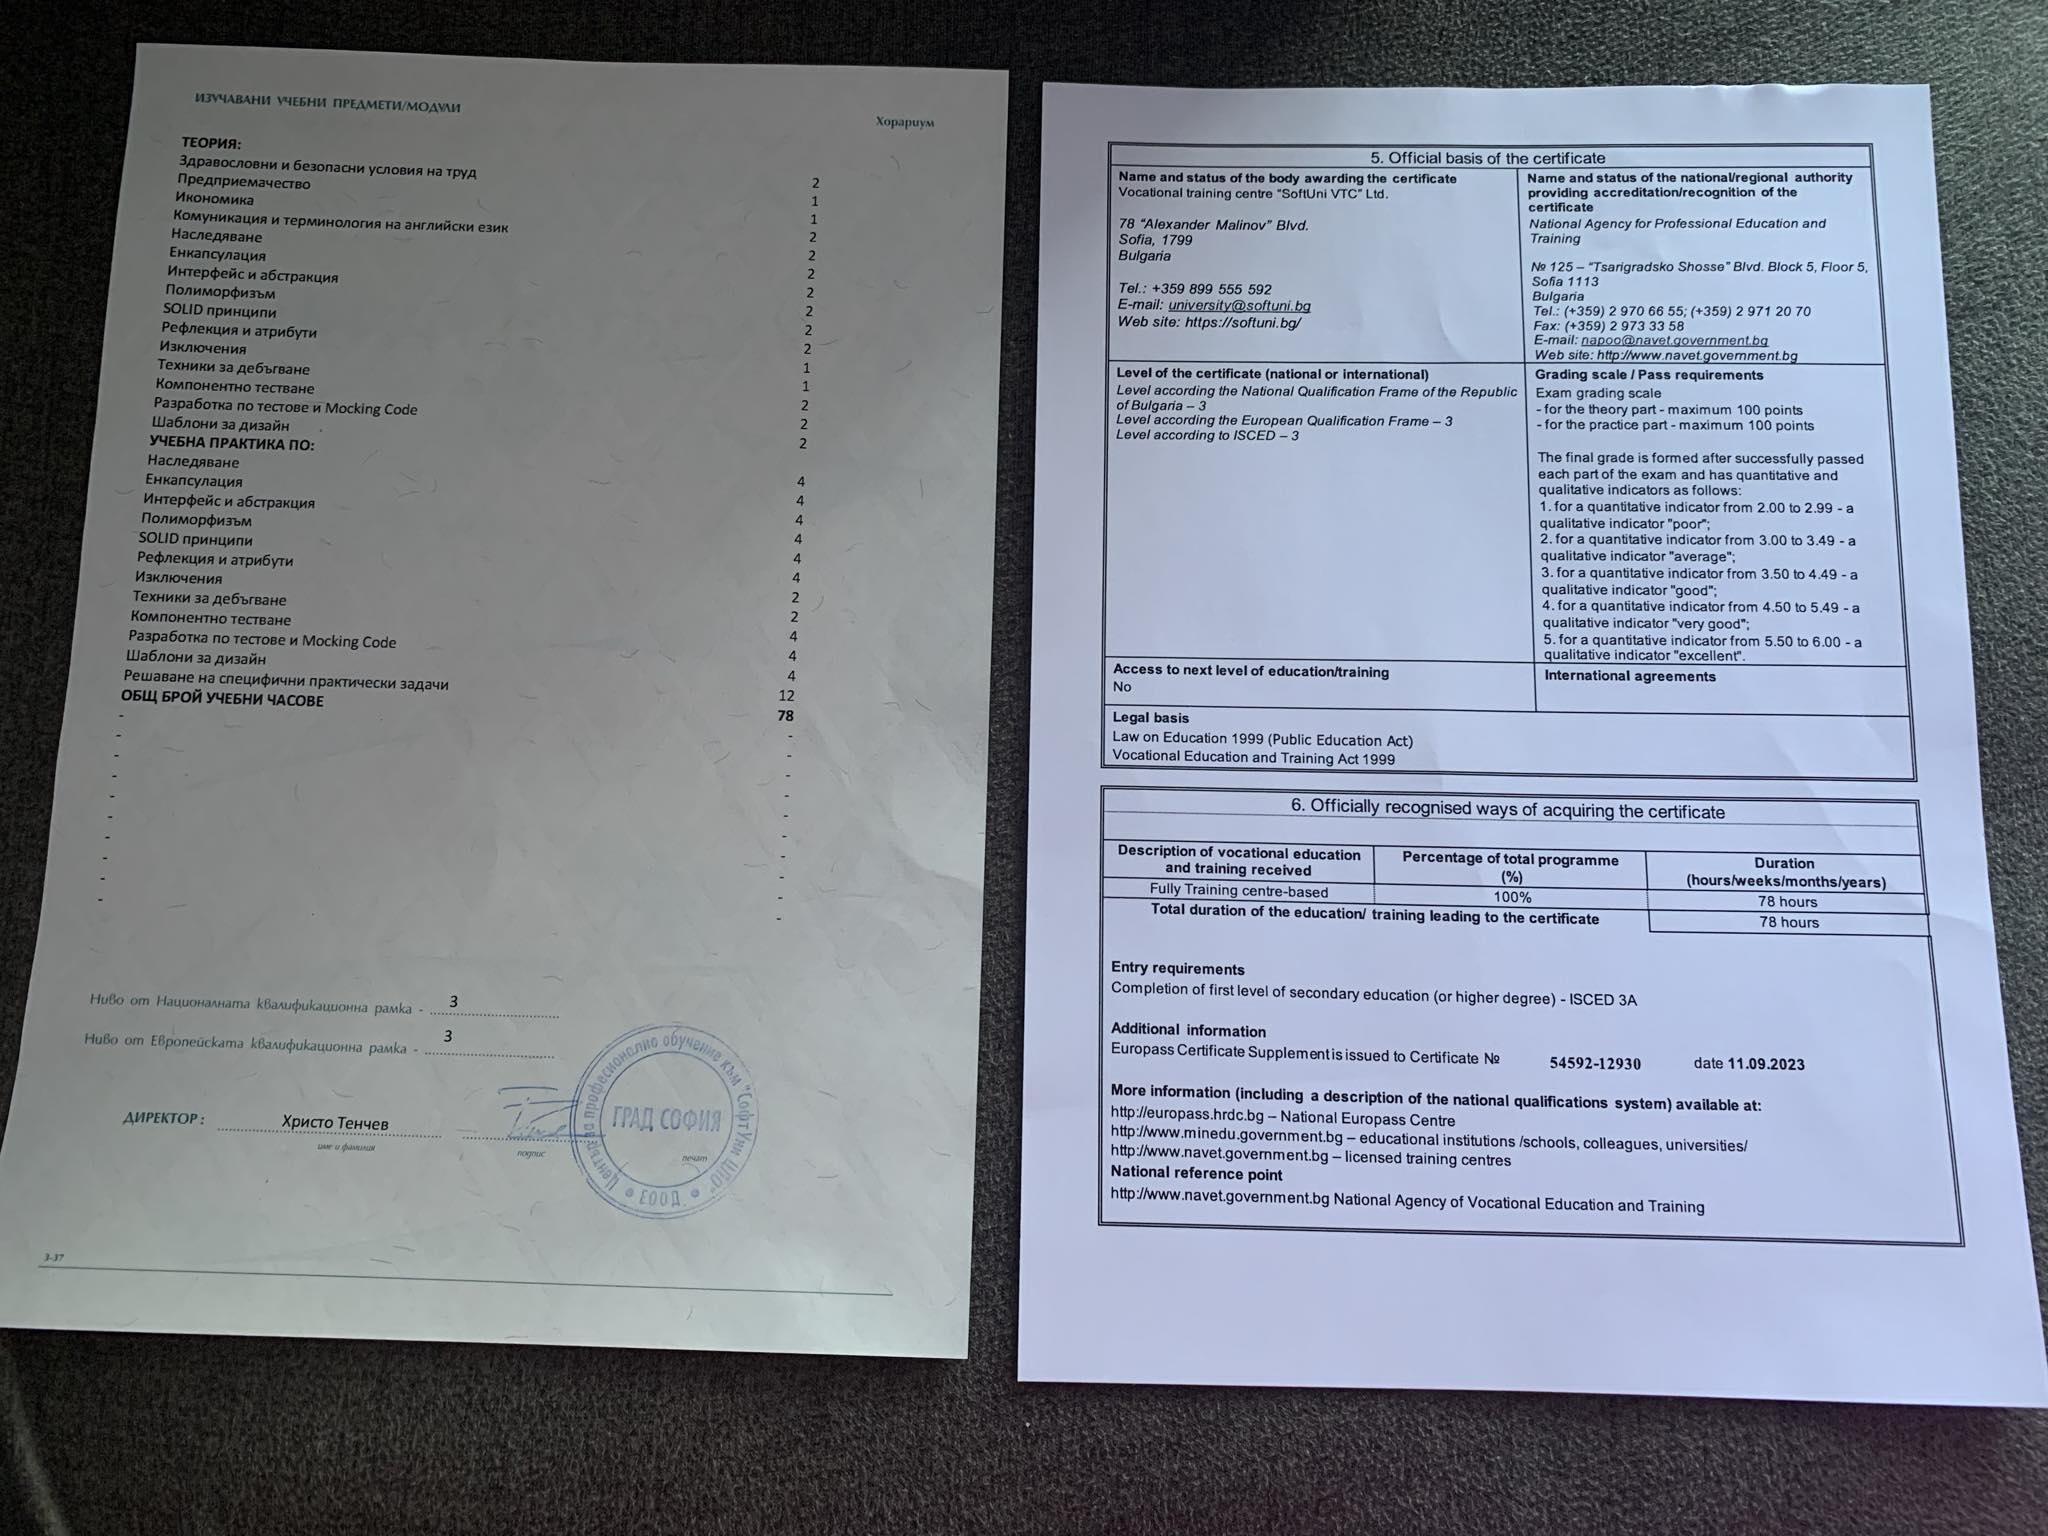 ИЗУЧАВАНИ УЧЕБНИ ПРЕДМЕТИ/МОДУЛИ
Хорариум
ТЕОРИЯ:
Здравословни и безопасни условия на труд 2
Предприемачество 1
Икономика 1
Комуникация и терминология на английски език 2
Наследяване 2
Енкапсулация 2
Интерфейс и абстракция 2
Полиморфизъм 2
SOLID принципи 2
Рефлекция и атрибути 2
Изключения 1
Техники за дебъгване 1
Компонентно тестване 2
Разработка по тестове и Mocking Code 2
Шаблони за дизайн 2
УЧЕБНА ПРАКТИКА ПО:
Наследяване 4
Енкапсулация 4
Интерфейс и абстракция 4
Полиморфизъм 4
SOLID принципи 4
Рефлекция и атрибути 4
Изключения 2
Техники за дебъгване 2
Компонентно тестване 4
Разработка по тестове и Mocking Code 4
Шаблони за дизайн 4
Решаване на специфични практически задачи 12
ОБЩ БРОЙ УЧЕБНИ ЧАСОВЕ 78
- -
- -
- -
- -
- -
- -
- -
- -
- -
- -
Ниво от Националната квалификационна рамка - 3
Ниво от Европейската квалификационна рамка - 3
ДИРЕКТОР: Христо Тенчев
име и фамилия подпис печат
Център за професионално обучение към "СофтУни ЦПО" ЕООД
ГРАД СОФИЯ
3-37
5. Official basis of the certificate
Name and status of the body awarding the certificate
Vocational training centre "SoftUni VTC" Ltd.
78 "Alexander Malinov" Blvd.
Sofia, 1799
Bulgaria
Tel.: +359 899 555 592
E-mail: university@softuni.bg
Web site: https://softuni.bg/
Name and status of the national/regional authority
providing accreditation/recognition of the
certificate
National Agency for Professional Education and
Training
№ 125 – "Tsarigradsko Shosse" Blvd. Block 5, Floor 5,
Sofia 1113
Bulgaria
Tel.: (+359) 2 970 66 55; (+359) 2 971 20 70
Fax: (+359) 2 973 33 58
E-mail: napoo@navet.government.bg
Web site: http://www.navet.government.bg
Level of the certificate (national or international)
Level according the National Qualification Frame of the Republic
of Bulgaria – 3
Level according the European Qualification Frame – 3
Level according to ISCED – 3
Grading scale / Pass requirements
Exam grading scale
- for the theory part - maximum 100 points
- for the practice part - maximum 100 points
The final grade is formed after successfully passed
each part of the exam and has quantitative and
qualitative indicators as follows:
1. for a quantitative indicator from 2.00 to 2.99 - a
qualitative indicator "poor";
2. for a quantitative indicator from 3.00 to 3.49 - a
qualitative indicator "average";
3. for a quantitative indicator from 3.50 to 4.49 - a
qualitative indicator "good";
4. for a quantitative indicator from 4.50 to 5.49 - a
qualitative indicator "very good";
5. for a quantitative indicator from 5.50 to 6.00 - a
qualitative indicator "excellent".
Access to next level of education/training
No
International agreements
Legal basis
Law on Education 1999 (Public Education Act)
Vocational Education and Training Act 1999
6. Officially recognised ways of acquiring the certificate
Description of vocational education
and training received
Percentage of total programme
(%)
Duration
(hours/weeks/months/years)
Fully Training centre-based 100% 78 hours
Total duration of the education/ training leading to the certificate 78 hours
Entry requirements
Completion of first level of secondary education (or higher degree) - ISCED 3A
Additional information
Europass Certificate Supplement is issued to Certificate № 54592-12930 date 11.09.2023
More information (including a description of the national qualifications system) available at:
http://europass.hrdc.bg – National Europass Centre
http://www.minedu.government.bg – educational institutions /schools, colleagues, universities/
http://www.navet.government.bg – licensed training centres
National reference point
http://www.navet.government.bg National Agency of Vocational Education and Training